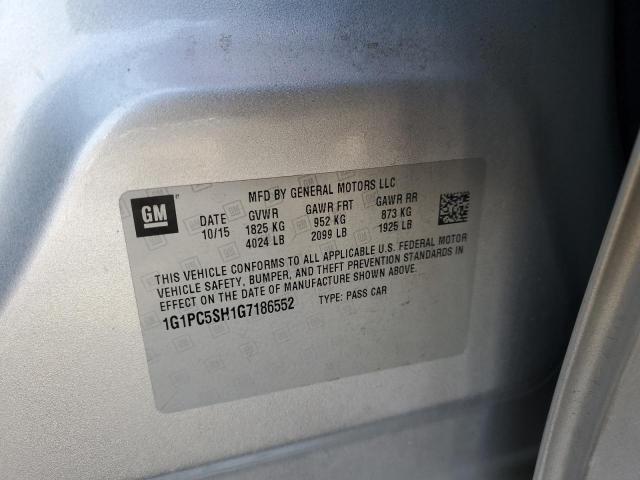 GM
MFD BY GENERAL MOTORS LLC
DATE GVWR GAWR FRT GAWR RR
10/15 1825 KG 952 KG 873 KG
4024 LB 2099 LB 1925 LB
THIS VEHICLE CONFORMS TO ALL APPLICABLE U.S. FEDERAL MOTOR
VEHICLE SAFETY, BUMPER, AND THEFT PREVENTION STANDARDS IN
EFFECT ON THE DATE OF MANUFACTURE SHOWN ABOVE.
1G1PC5SH1G7186552 TYPE: PASS CAR